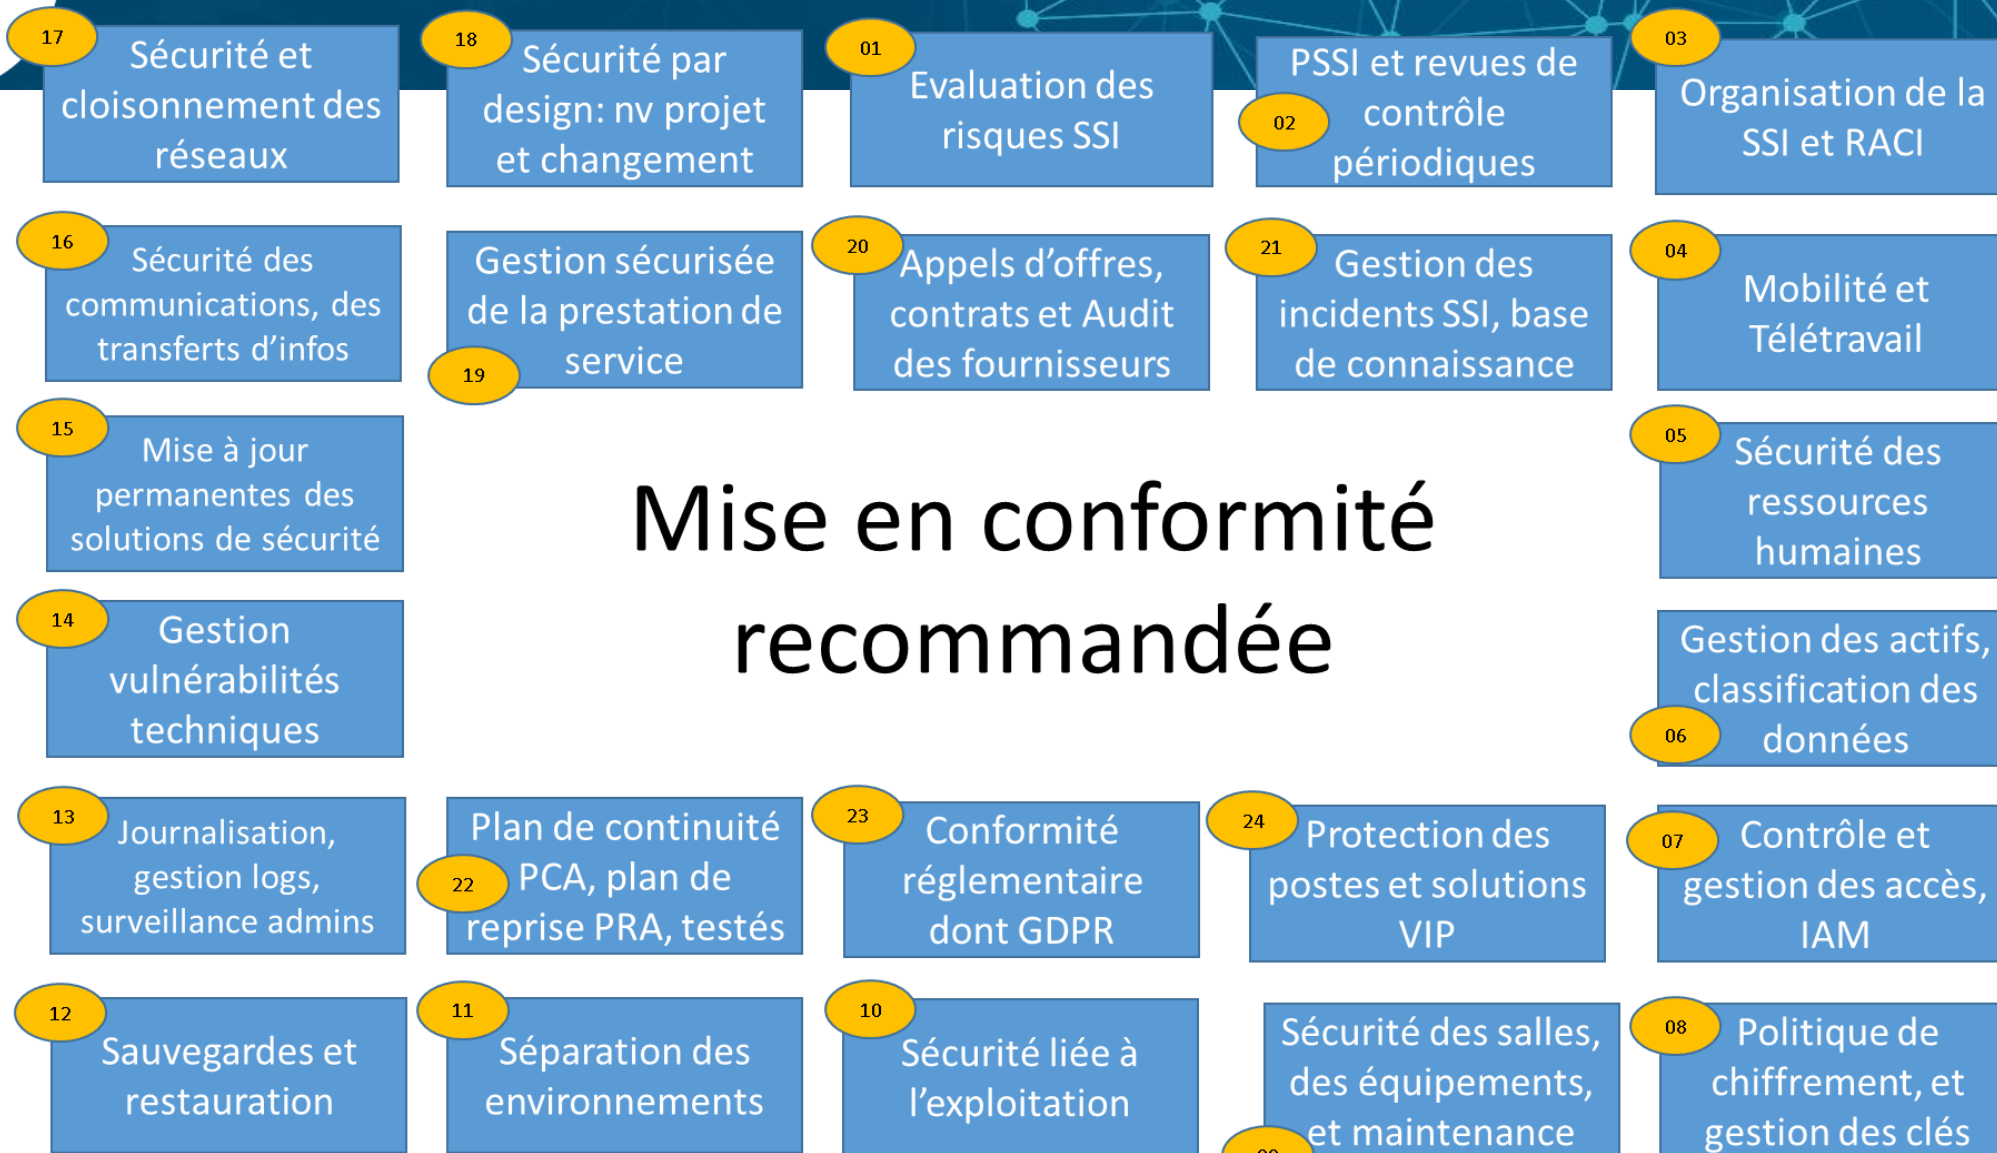 17
Sécurité et
cloisonnement des
réseaux
18
Sécurité par
design: nv projet
et changement
01
Evaluation des
risques SSI
02
PSSI et revues de
contrôle
périodiques
03
Organisation de la
SSI et RACI
16
Sécurité des
communications, des
transferts d’infos
19
Gestion sécurisée
de la prestation de
service
20
Appels d’offres,
contrats et Audit
des fournisseurs
21
Gestion des
incidents SSI, base
de connaissance
04
Mobilité et
Télétravail
15
Mise à jour
permanentes des
solutions de sécurité
Mise en conformité
recommandée
05
Sécurité des
ressources
humaines
14
Gestion
vulnérabilités
techniques
06
Gestion des actifs,
classification des
données
13
Journalisation,
gestion logs,
surveillance admins
22
Plan de continuité
PCA, plan de
reprise PRA, testés
23
Conformité
réglementaire
dont GDPR
24
Protection des
postes et solutions
VIP
07
Contrôle et
gestion des accès,
IAM
12
Sauvegardes et
restauration
11
Séparation des
environnements
10
Sécurité liée à
l’exploitation
Sécurité des salles,
des équipements,
et maintenance
08
Politique de
chiffrement, et
gestion des clés